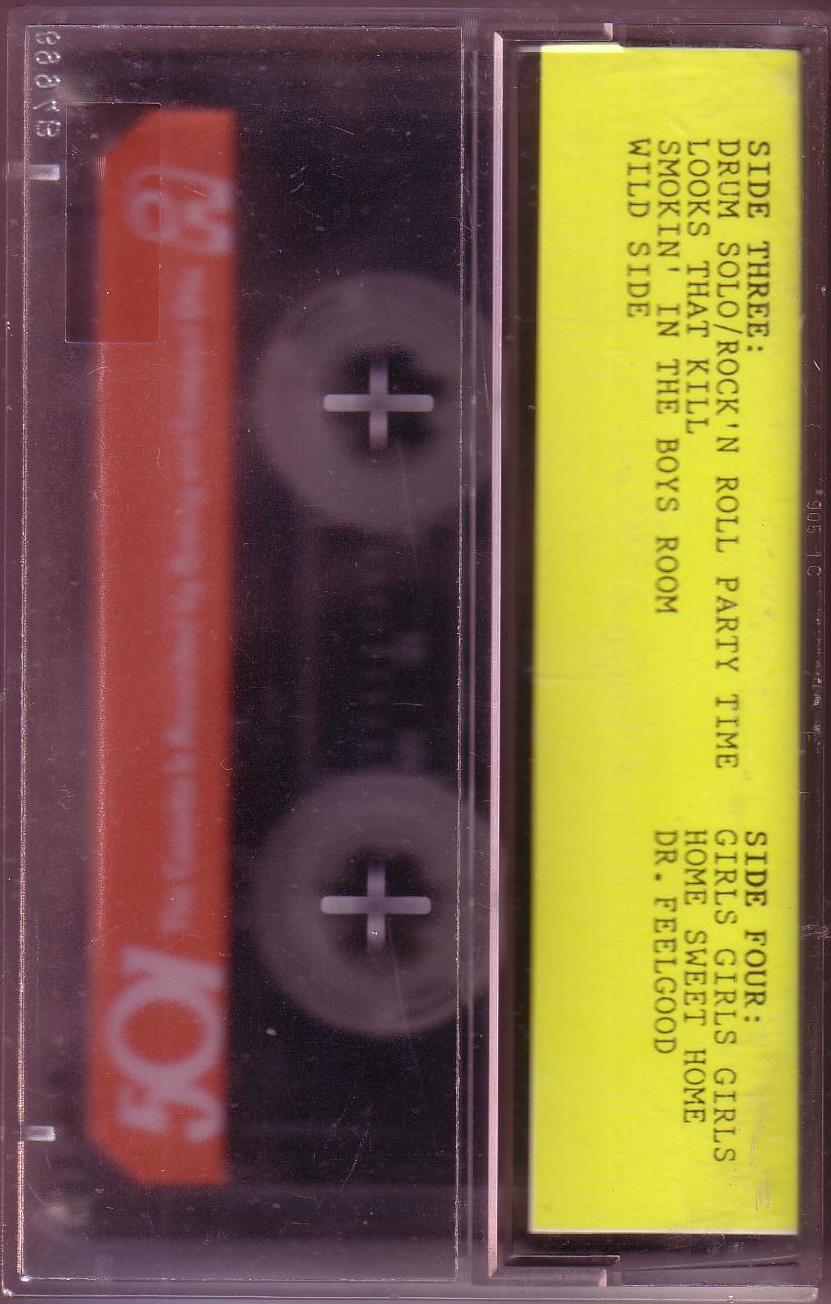 SIDE THREE:
DRUM SOLO/ROCK'N ROLL PARTY TIME
LOOKS THAT KILL
SMOKIN' IN THE BOYS ROOM
WILD SIDE
SIDE FOUR:
GIRLS GIRLS GIRLS
HOME SWEET HOME
DR. FEELGOOD